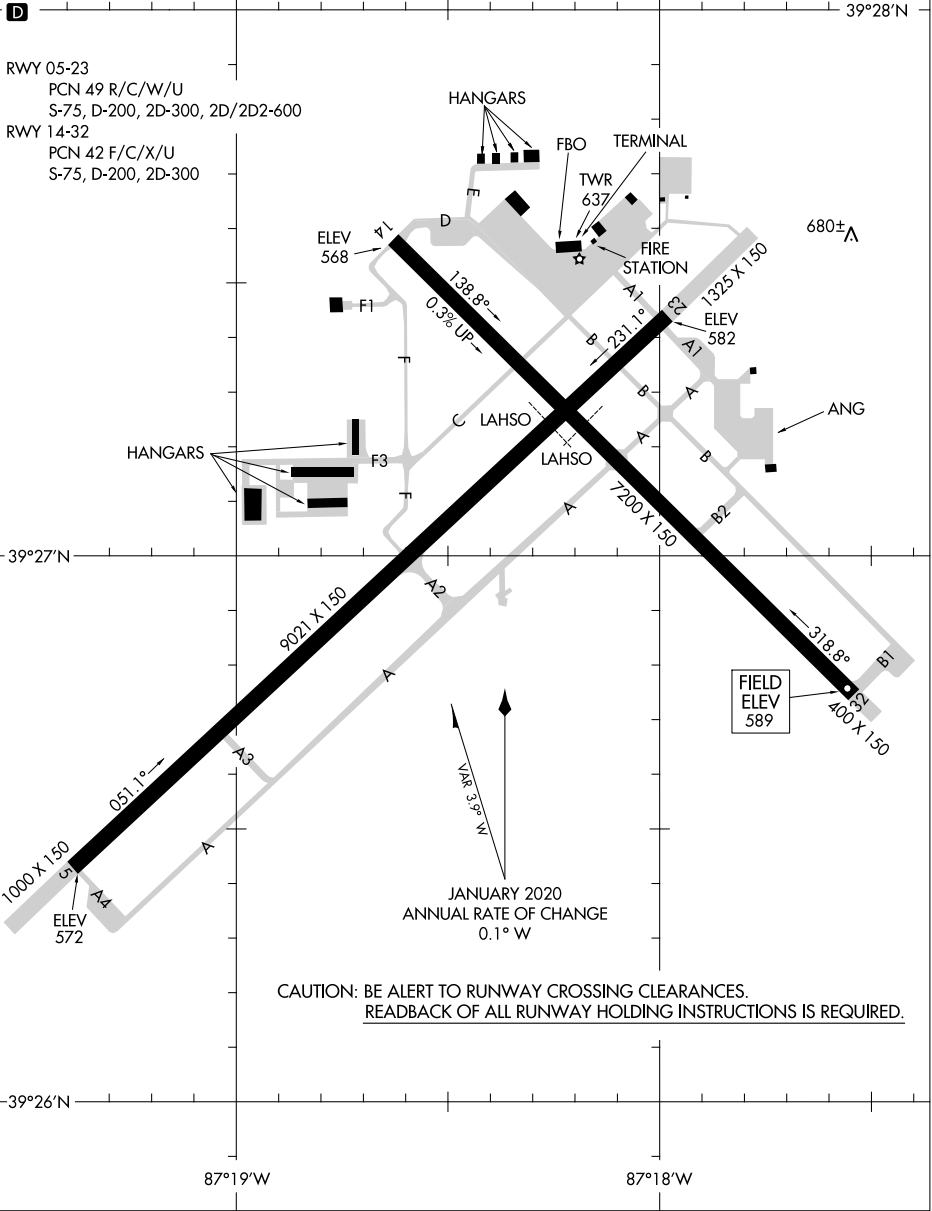 D
39°28'N
RWY 05-23
PCN 49 R/C/W/U
S-75, D-200, 2D-300, 2D/2D2-600
RWY 14-32
PCN 42 F/C/X/U
S-75, D-200, 2D-300
HANGARS
FBO
TERMINAL
TWR
637
E
D
14
ELEV
568
680±
FIRE
STATION
1325 X 150
A1
138.8°
0.3% UP
F1
23
ELEV
582
231.1°
B
A1
F
B
A
ANG
C
LAHSO
A
LAHSO
B
HANGARS
F3
F
7200 X 150
A
B2
39°27'N
A2
9021 X 150
318.8°
B1
A
FIELD
ELEV
589
32
400 X 150
A3
VAR 3.9° W
051.1°
A
1000 X 150
5
A4
ELEV
572
JANUARY 2020
ANNUAL RATE OF CHANGE
0.1° W
CAUTION: BE ALERT TO RUNWAY CROSSING CLEARANCES.
READBACK OF ALL RUNWAY HOLDING INSTRUCTIONS IS REQUIRED.
39°26'N
87°19'W
87°18'W